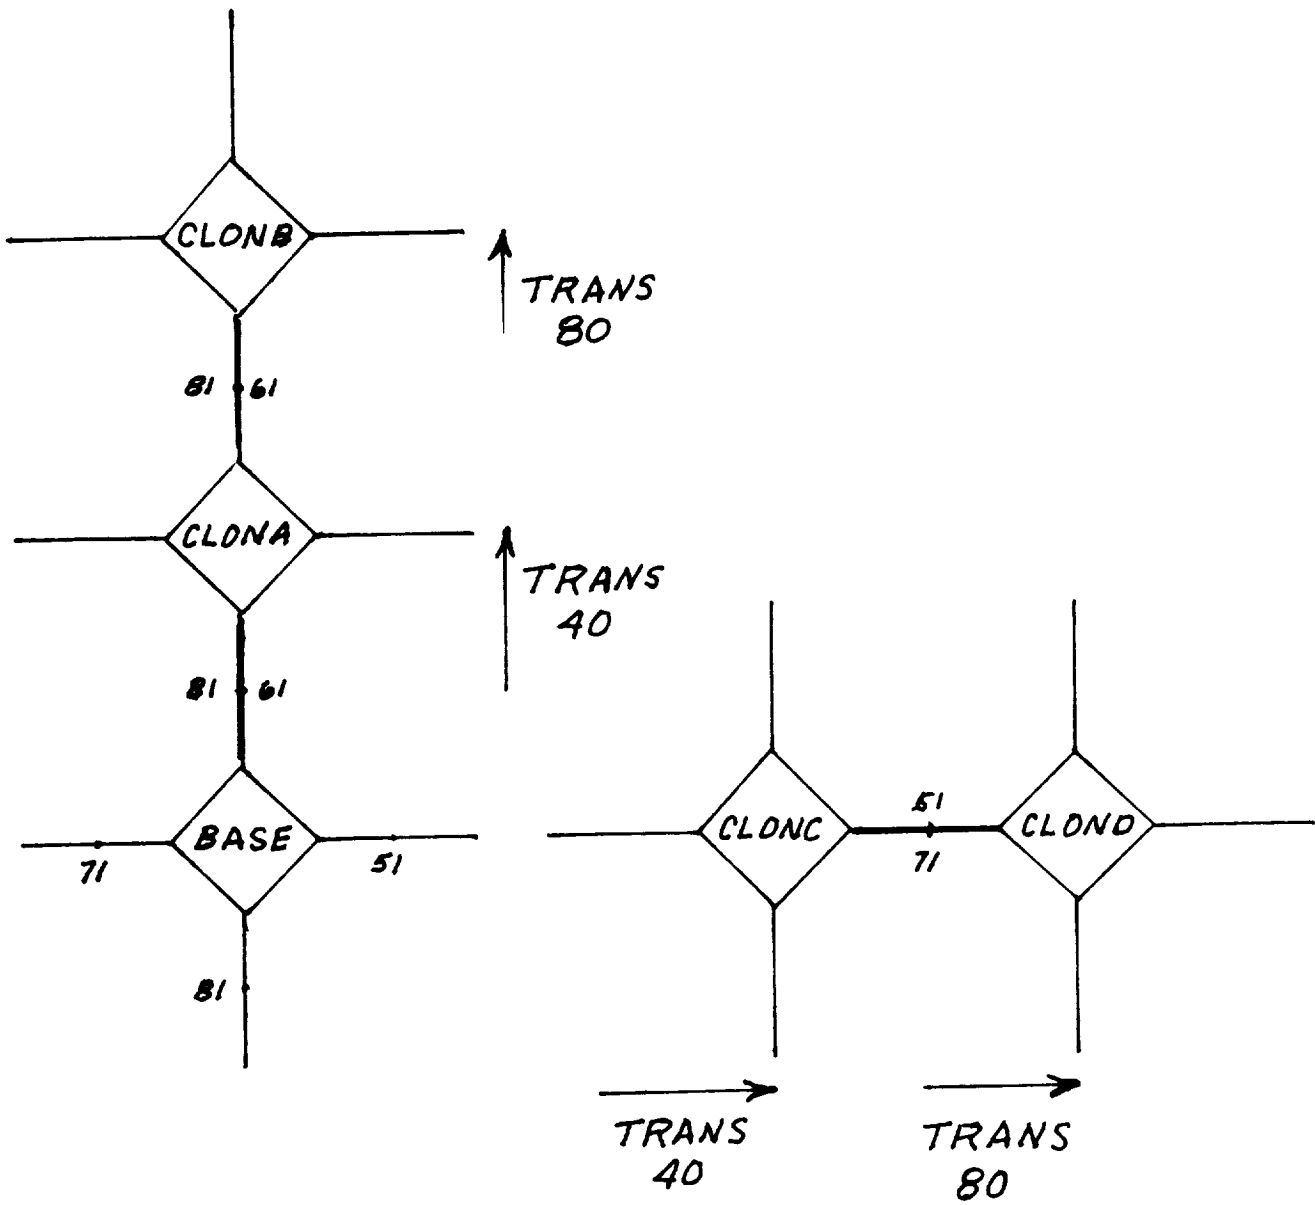 CLONB
TRANS
80
81 61
CLONA
TRANS
40
81 61
BASE
71
51
81
CLONC
51
71
CLOND
TRANS
40
TRANS
80